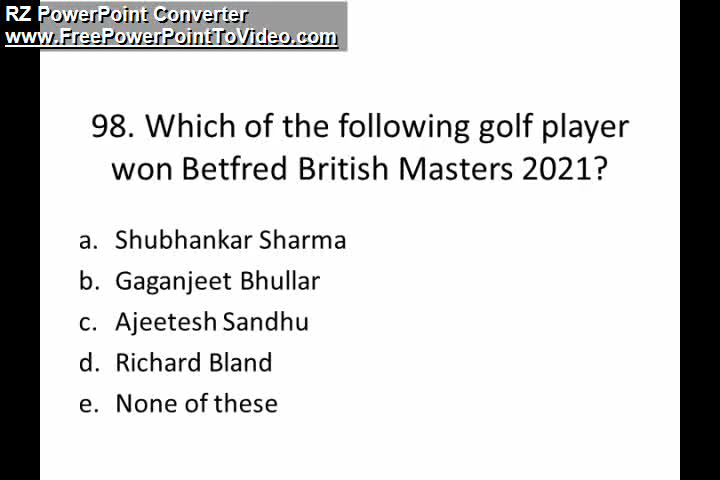 RZ PowerPoint Converter
www.FreePowerPointToVideo.com
98. Which of the following golf player
won Betfred British Masters 2021?
a. Shubhankar Sharma
b. Gaganjeet Bhullar
c. Ajeetesh Sandhu
d. Richard Bland
e. None of these